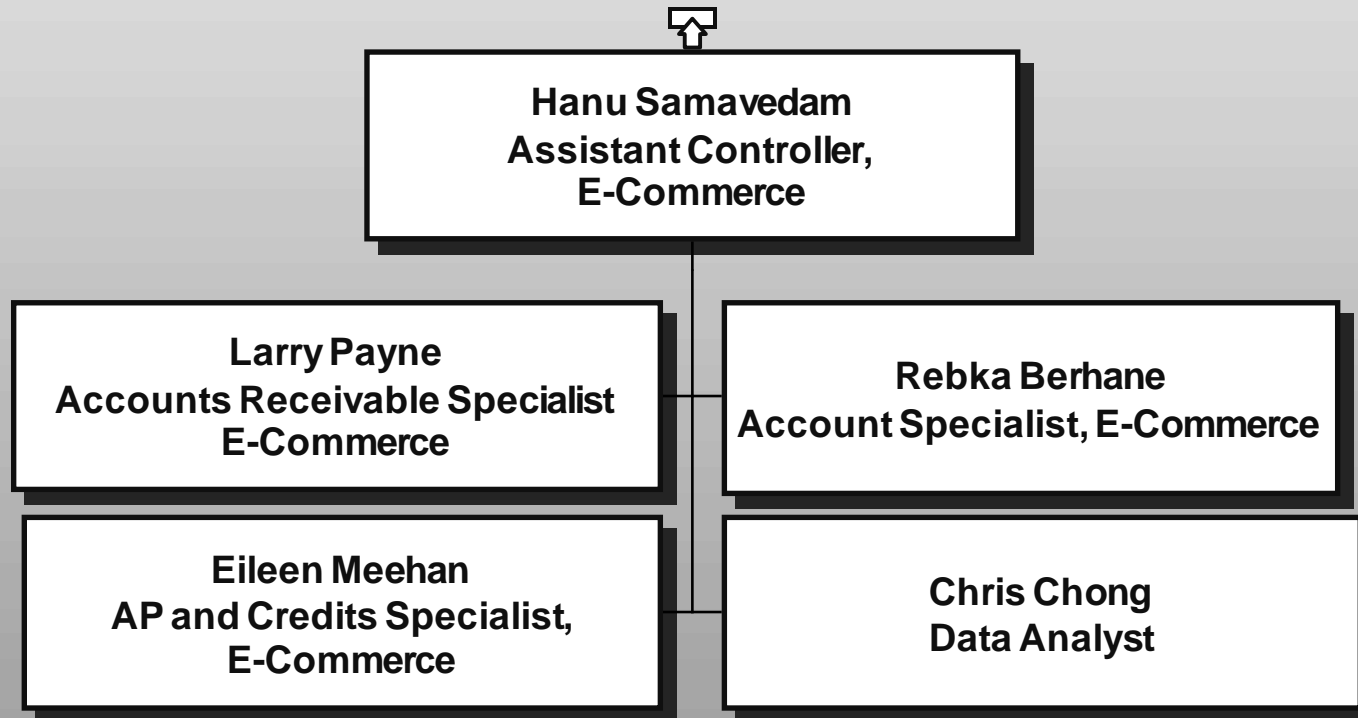 Hanu Samavedam
Assistant Controller,
E-Commerce
Larry Payne
Accounts Receivable Specialist
E-Commerce
Rebka Berhane
Account Specialist, E-Commerce
Eileen Meehan
AP and Credits Specialist,
E-Commerce
Chris Chong
Data Analyst